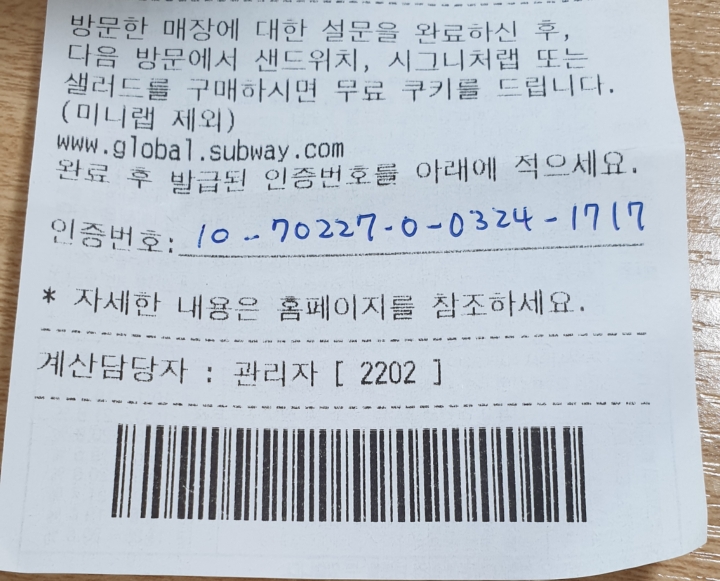 방문한 매장에 대한 설문을 완료하신 후,
다음 방문에서 샌드위치, 시그니처랩 또는
샐러드를 구매하시면 무료 쿠키를 드립니다.
(미니랩 제외)
www.global.subway.com
완료 후 발급된 인증번호를 아래에 적으세요.
인증번호: 10-70227-0-0324-1717
* 자세한 내용은 홈페이지를 참조하세요.
계산담당자 : 관리자 [ 2202 ]